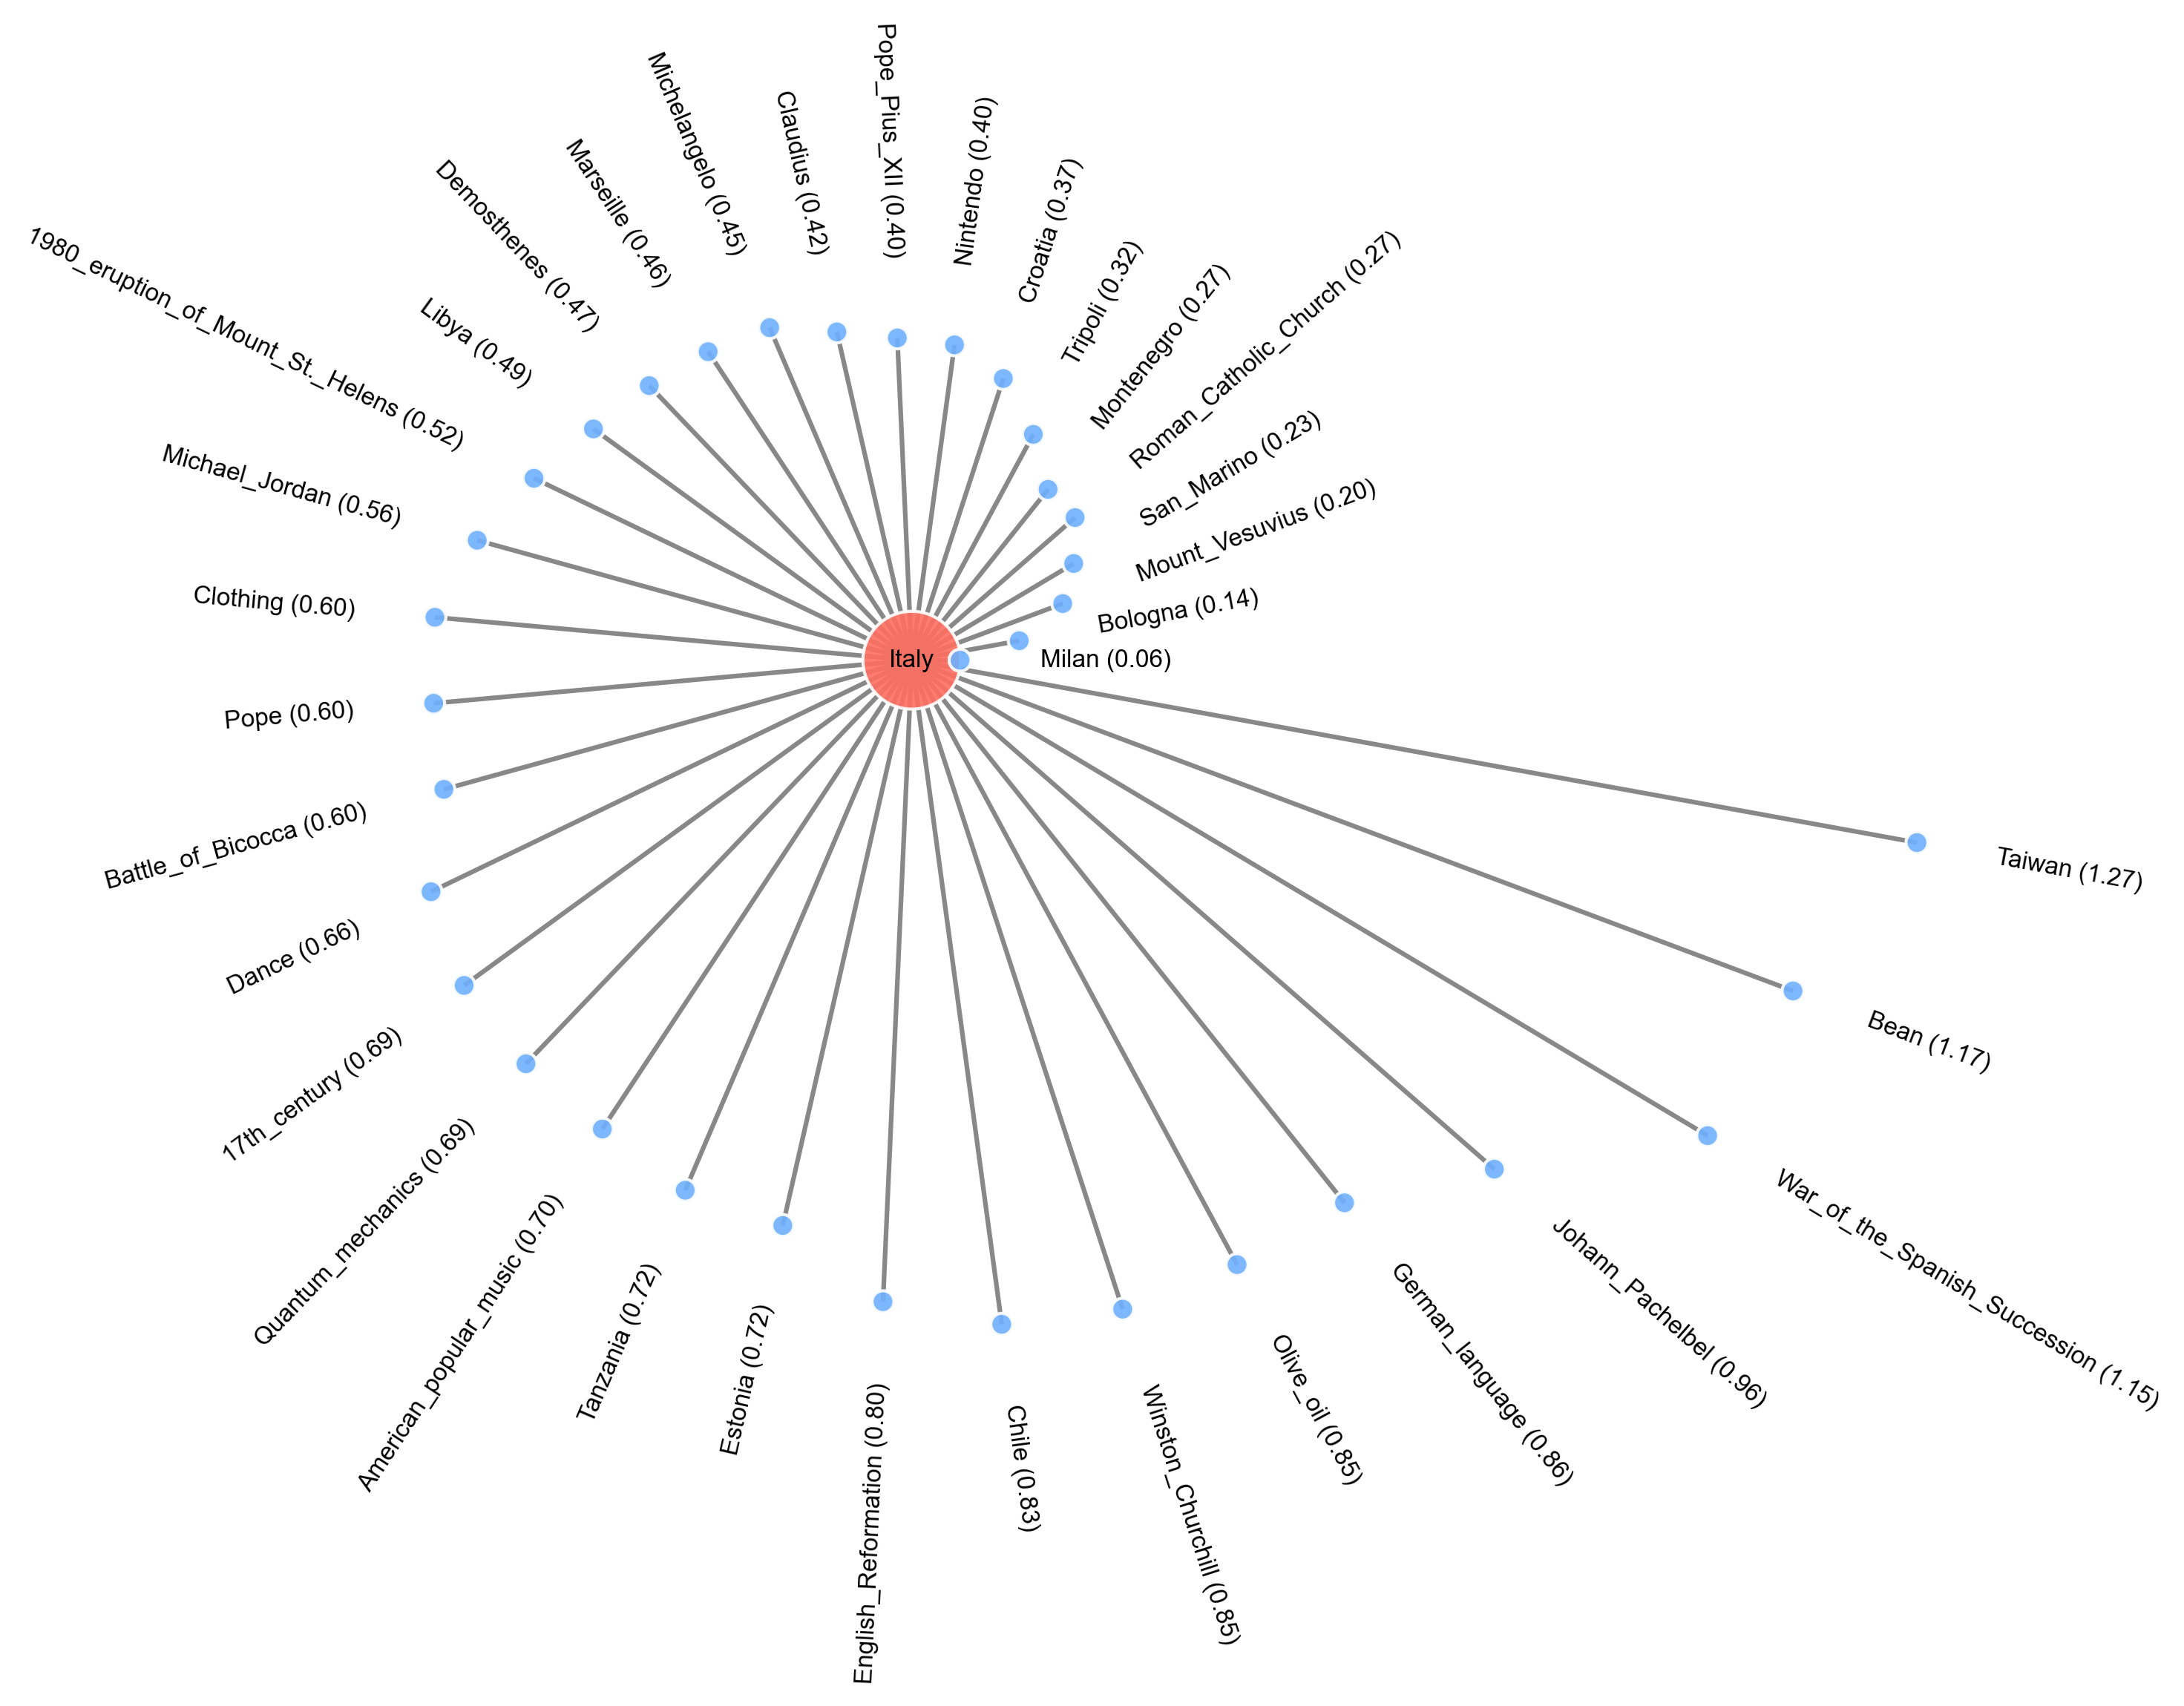 Italy
Milan (0.06)
Bologna (0.14)
Mount_Vesuvius (0.20)
San_Marino (0.23)
Roman_Catholic_Church (0.27)
Montenegro (0.27)
Tripoli (0.32)
Croatia (0.37)
Nintendo (0.40)
Pope_Pius_XII (0.40)
Claudius (0.42)
Michelangelo (0.45)
Marseille (0.46)
Demosthenes (0.47)
Libya (0.49)
1980_eruption_of_Mount_St._Helens (0.52)
Michael_Jordan (0.56)
Clothing (0.60)
Pope (0.60)
Battle_of_Bicocca (0.60)
Dance (0.66)
17th_century (0.69)
Quantum_mechanics (0.69)
American_popular_music (0.70)
Tanzania (0.72)
Estonia (0.72)
English_Reformation (0.80)
Chile (0.83)
Winston_Churchill (0.85)
Olive_oil (0.85)
German_language (0.86)
Johann_Pachelbel (0.96)
War_of_the_Spanish_Succession (1.15)
Bean (1.17)
Taiwan (1.27)